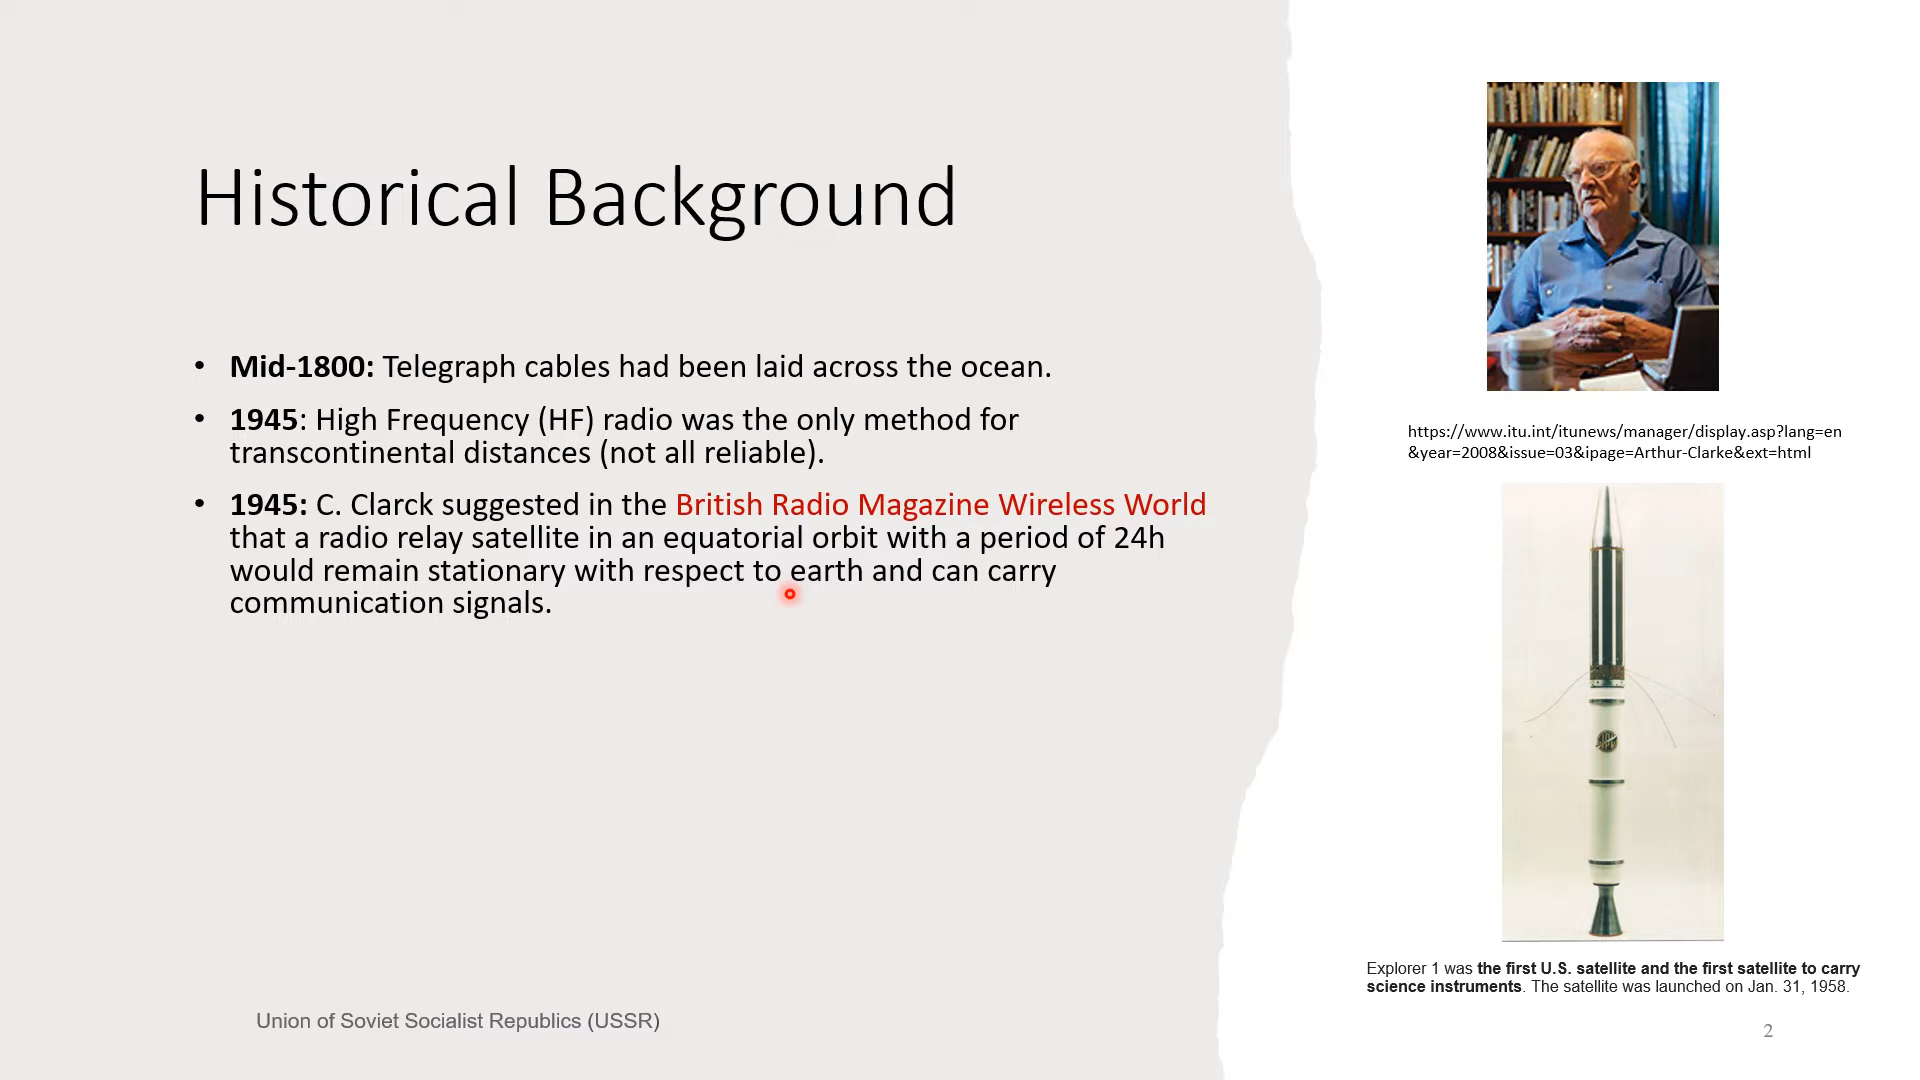 Historical Background
• Mid-1800: Telegraph cables had been laid across the ocean.
• 1945: High Frequency (HF) radio was the only method for
transcontinental distances (not all reliable).
• 1945: C. Clarck suggested in the British Radio Magazine Wireless World
that a radio relay satellite in an equatorial orbit with a period of 24h
would remain stationary with respect to earth and can carry
communication signals.
Union of Soviet Socialist Republics (USSR)
https://www.itu.int/itunews/manager/display.asp?lang=en
&year=2008&issue=03&ipage=Arthur-Clarke&ext=html
Explorer 1 was the first U.S. satellite and the first satellite to carry
science instruments. The satellite was launched on Jan. 31, 1958.
2